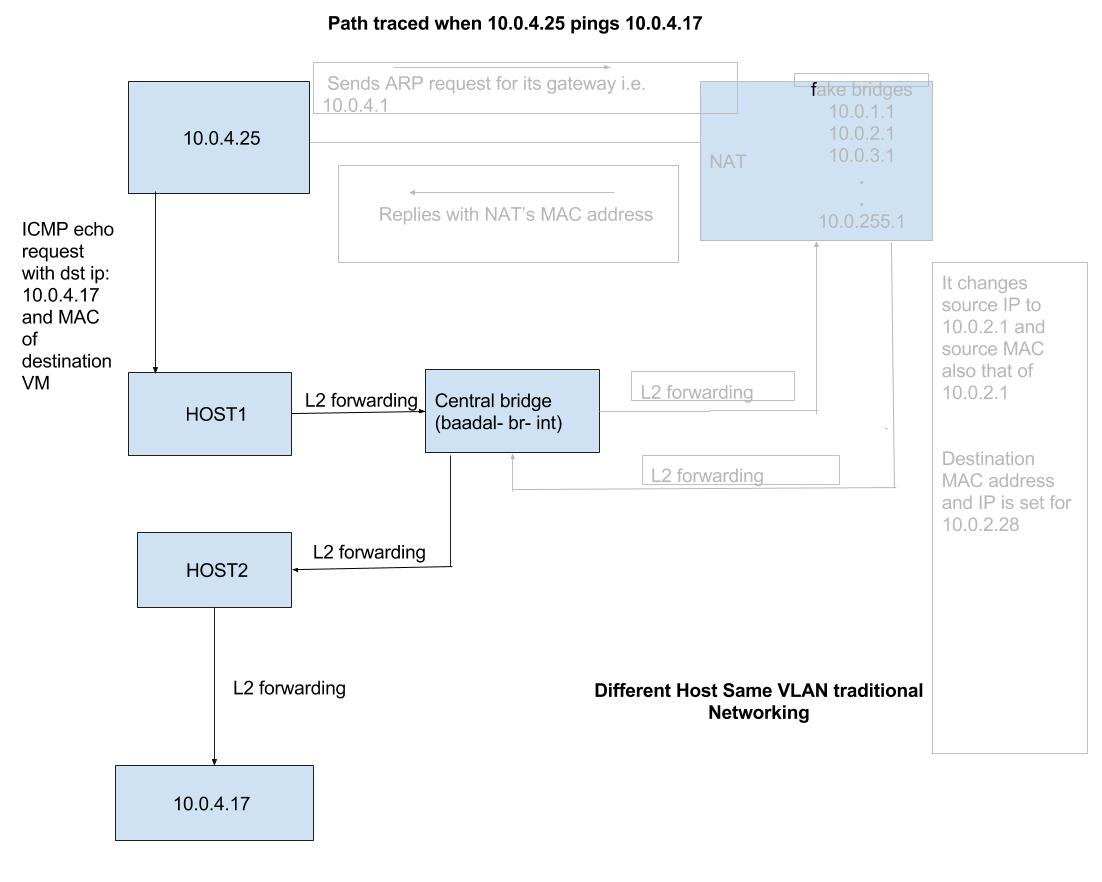 Path traced when 10.0.4.25 pings 10.0.4.17
Sends ARP request for its gateway i.e.
10.0.4.1
10.0.4.25
fake bridges
10.0.1.1
10.0.2.1
10.0.3.1
.
.
10.0.255.1
NAT
Replies with NAT's MAC address
ICMP echo
request
with dst ip:
10.0.4.17
and MAC
of
destination
VM
It changes
source IP to
10.0.2.1 and
source MAC
also that of
10.0.2.1
Destination
MAC address
and IP is set for
10.0.2.28
HOST1
L2 forwarding
Central bridge
(baadal- br- int)
L2 forwarding
L2 forwarding
HOST2
L2 forwarding
L2 forwarding
Different Host Same VLAN traditional
Networking
10.0.4.17